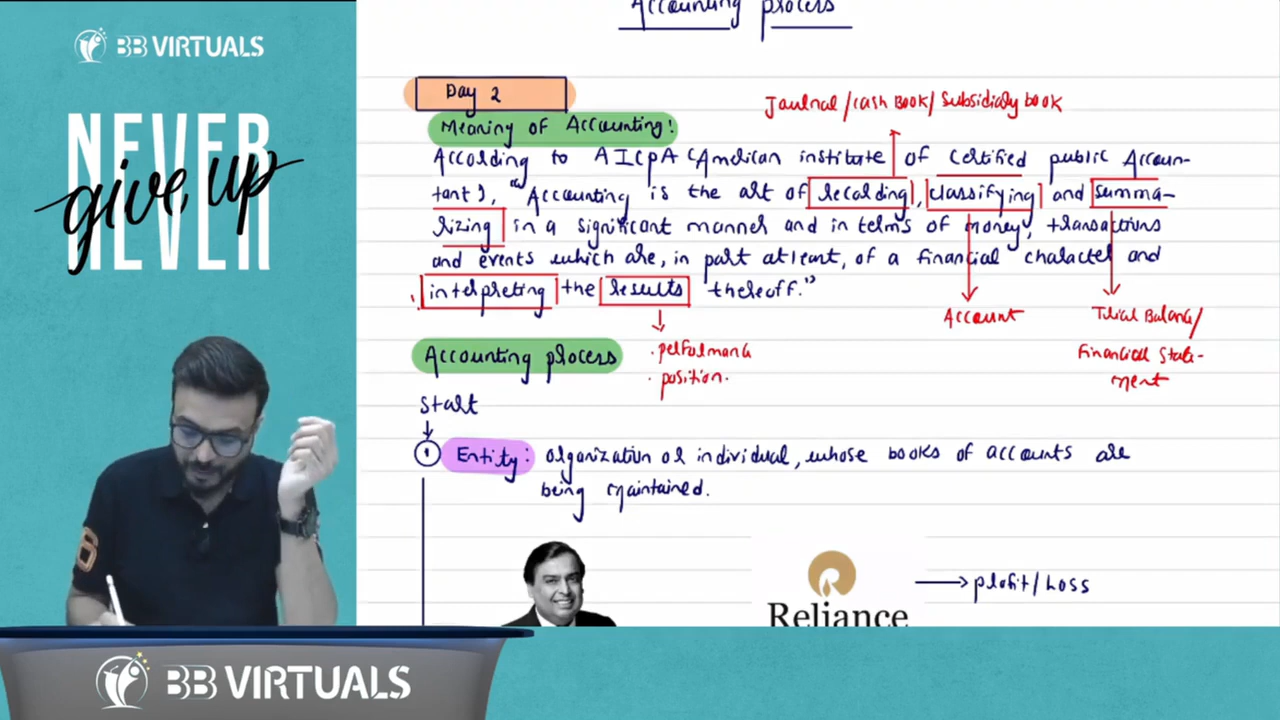 BB VIRTUALS
NEVER
give up
NEVER
Accounting process
Day 2
Journal/cash Book/Subsidialy book
Meaning of Accounting:
According to AICPA (American institute of certified public Accoun-
tant), "Accounting is the art of recording, classifying and summa-
rizing in a significant manner and in terms of money, transactions
and events which are, in part at least, of a financial character and
interpreting the results thereoff."
Account
Trial Balance/
Financial State-
ment
Accounting process
.performance
.position.
start
1 Entity: organization or individual, whose books of accounts are
being maintained.
Reliance
profit/Loss
6
BB VIRTUALS